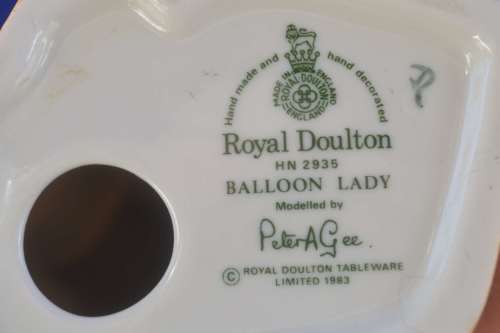 Hand made and hand decorated
MADE IN ENGLAND
ROYAL DOULTON
ENGLAND
Royal Doulton
HN 2935
BALLOON LADY
Modelled by
Peter A Gee.
© ROYAL DOULTON TABLEWARE
LIMITED 1983